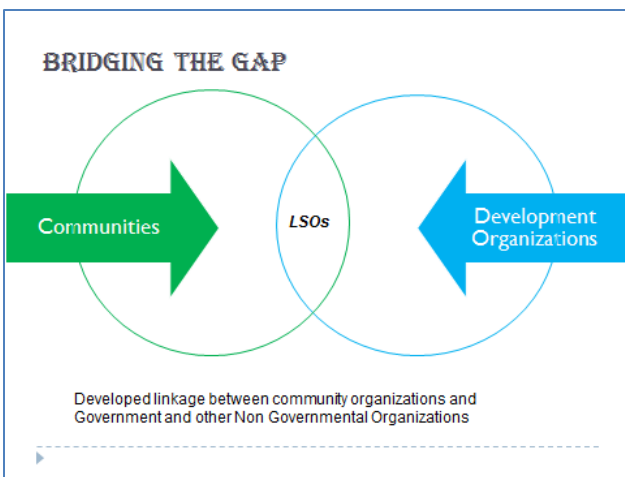 BRIDGING THE GAP
Communities
LSOs
Development
Organizations
Developed linkage between community organizations and
Government and other Non Governmental Organizations